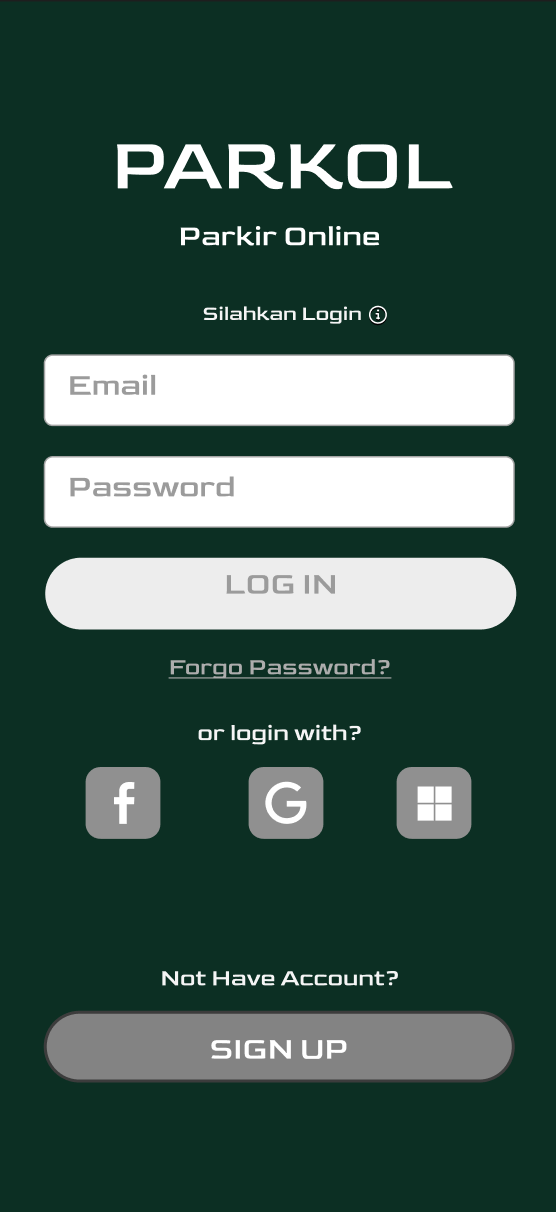 PARKOL
Parkir Online
Silahkan Login
Email
Password
LOG IN
Forgo Password?
or login with?
f G
Not Have Account?
SIGN UP